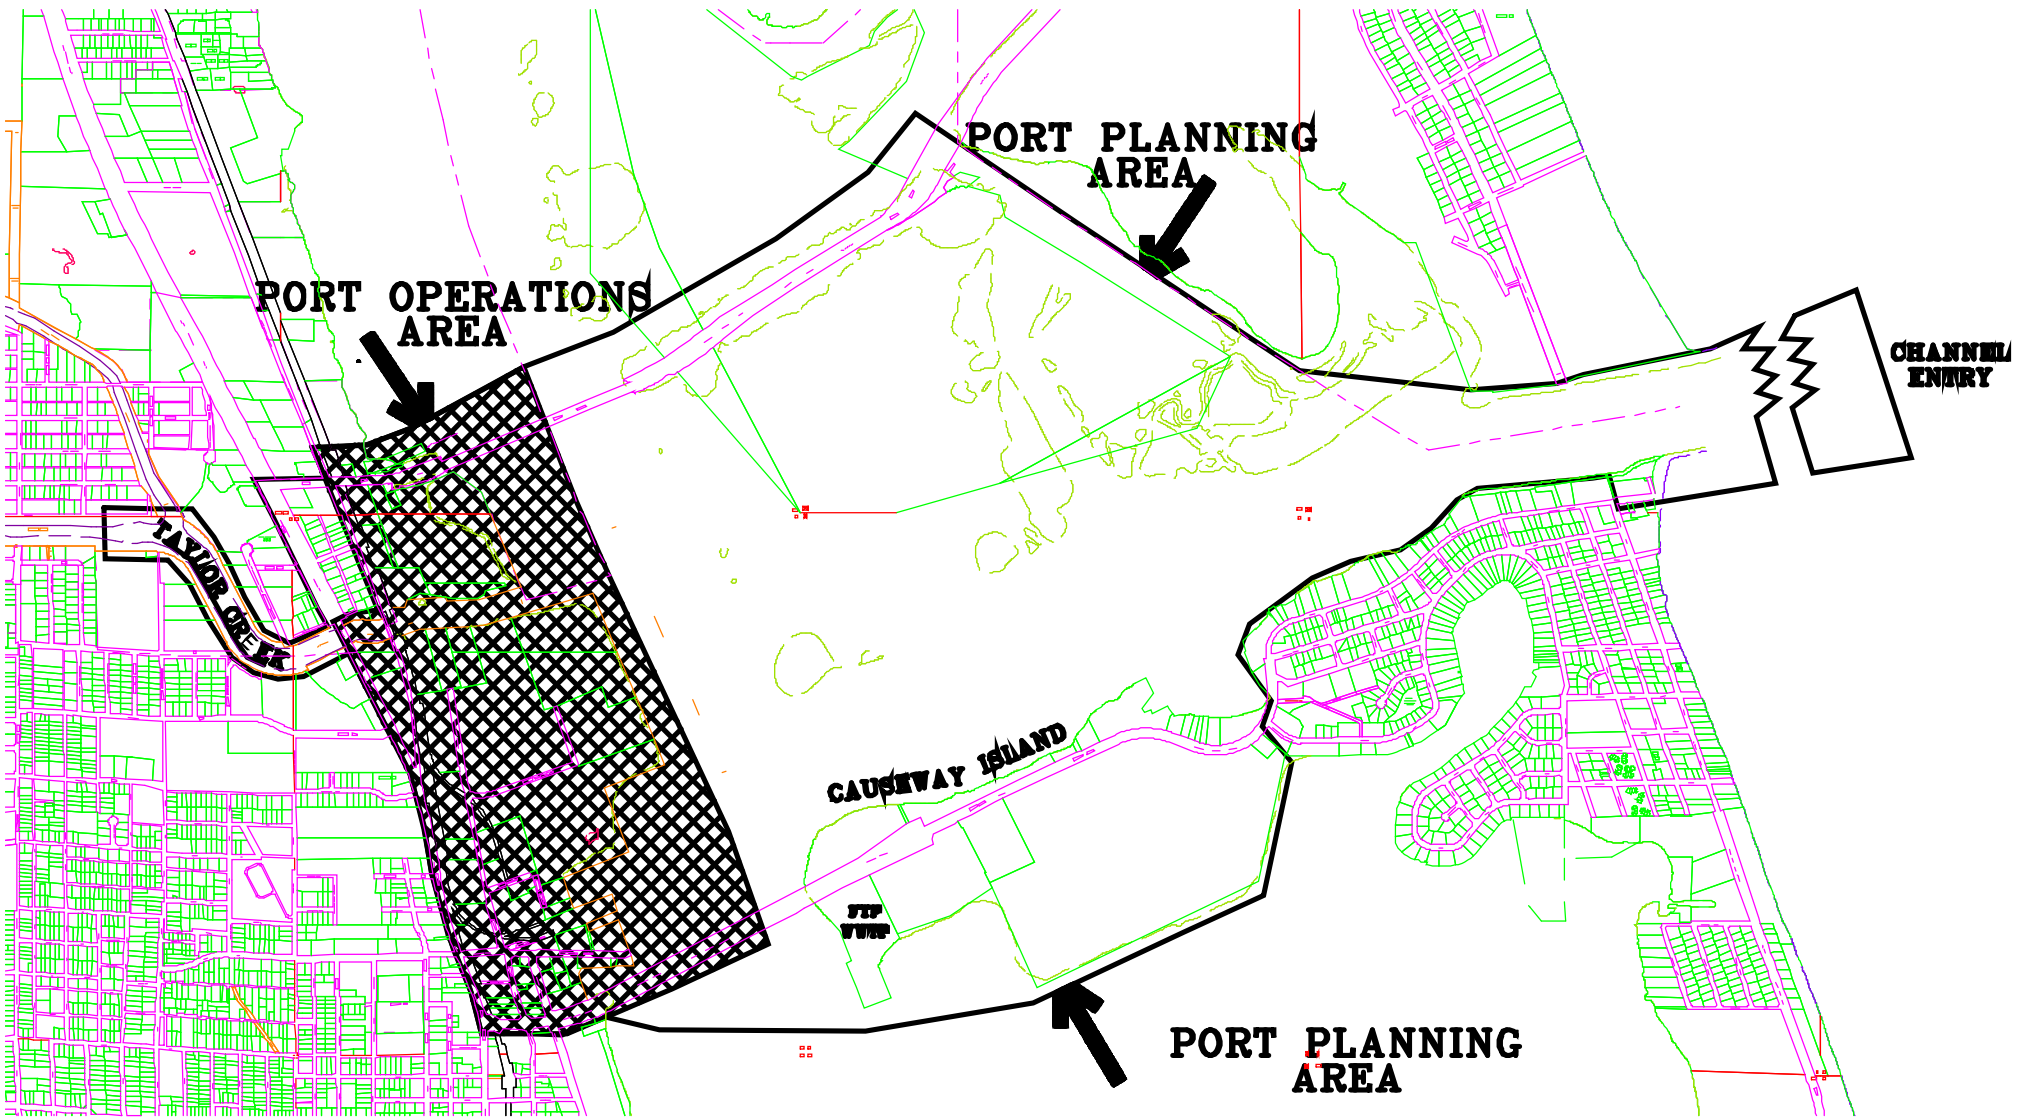 PORT PLANNING
AREA
PORT OPERATIONS
AREA
CHANNEL
ENTRY
TAYLOR CREEK
CAUSEWAY ISLAND
PORT PLANNING
AREA